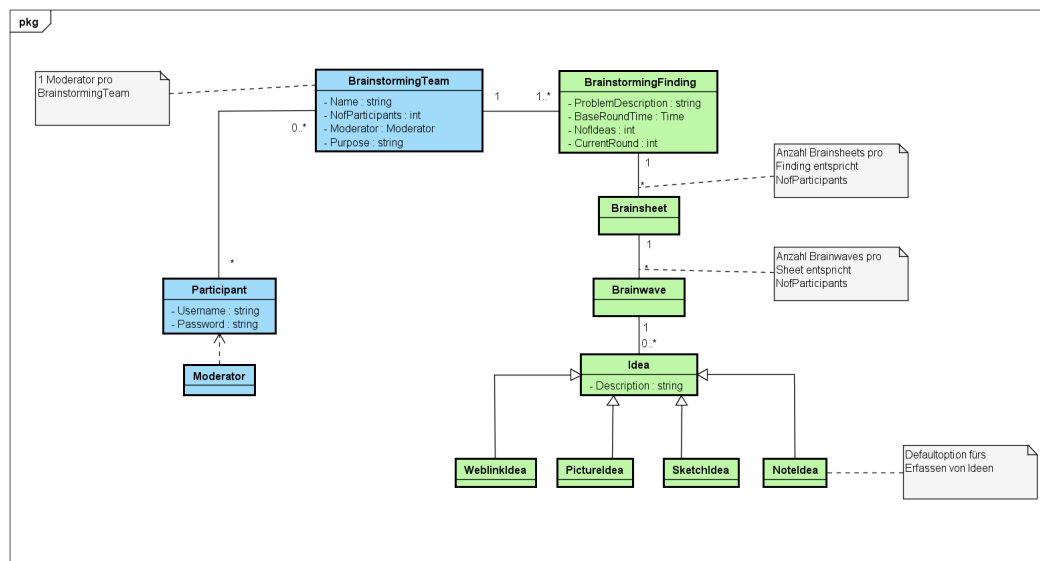 pkg
1 Moderator pro
BrainstormingTeam
BrainstormingTeam
- Name : string
- NofParticipants : int
- Moderator : Moderator
- Purpose : string
1
1..*
0..*
BrainstormingFinding
- ProblemDescription : string
- BaseRoundTime : Time
- NofIdeas : int
- CurrentRound : int
1
*
Anzahl Brainsheets pro
Finding entspricht
NofParticipants
Brainsheet
1
*
Anzahl Brainwaves pro
Sheet entspricht
NofParticipants
*
Participant
- Username : string
- Password : string
Moderator
Brainwave
1
0..*
Idea
- Description : string
WeblinkIdea
PictureIdea
SketchIdea
NoteIdea
Defaultoption fürs
Erfassen von Ideen